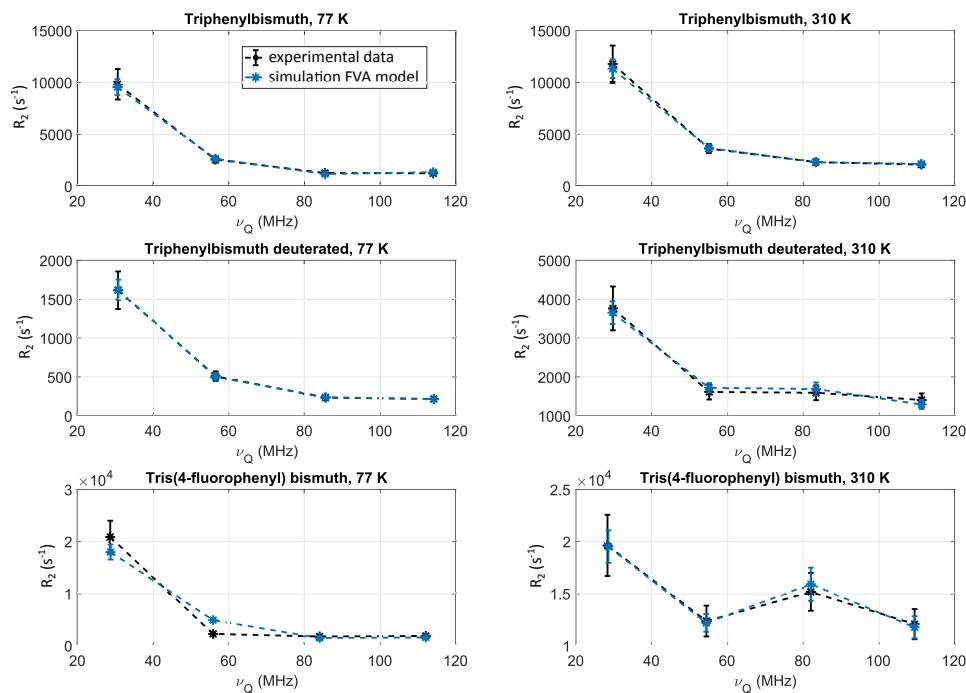 Triphenylbismuth, 77 K
15000
10000
5000
0
R2 (s-1)
20 40 60 80 100 120
νQ (MHz)
experimental data
simulation FVA model
Triphenylbismuth, 310 K
15000
10000
5000
0
R2 (s-1)
20 40 60 80 100 120
νQ (MHz)
Triphenylbismuth deuterated, 77 K
2000
1500
1000
500
0
R2 (s-1)
20 40 60 80 100 120
νQ (MHz)
Triphenylbismuth deuterated, 310 K
5000
4000
3000
2000
1000
R2 (s-1)
20 40 60 80 100 120
νQ (MHz)
Tris(4-fluorophenyl) bismuth, 77 K
×10^4
3
2
1
0
R2 (s-1)
20 40 60 80 100 120
νQ (MHz)
Tris(4-fluorophenyl) bismuth, 310 K
×10^4
2.5
2
1.5
1
R2 (s-1)
20 40 60 80 100 120
νQ (MHz)